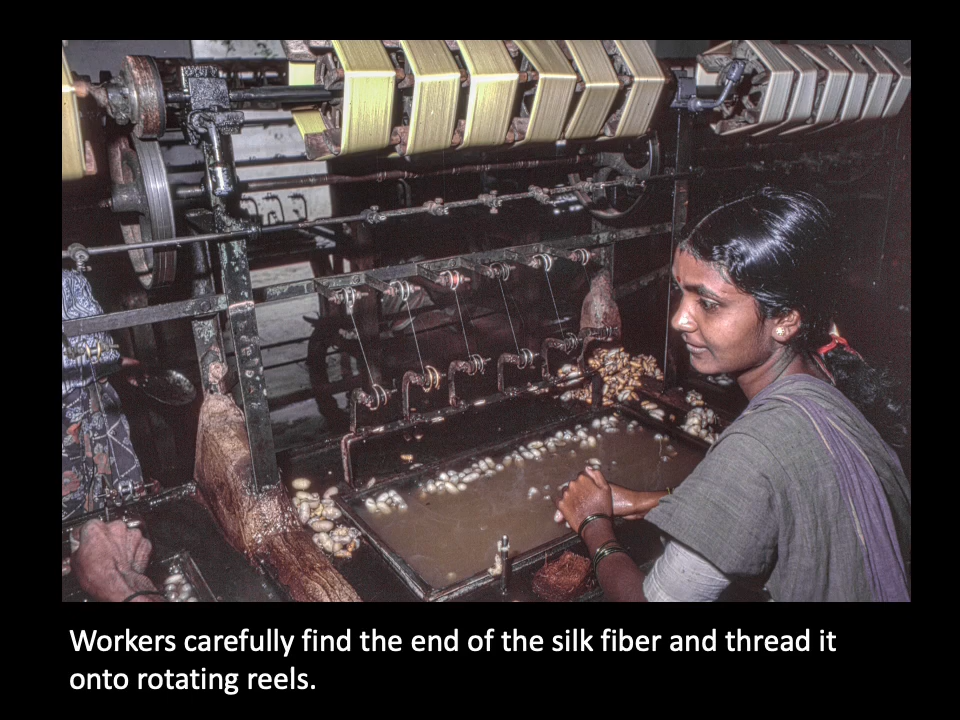 Workers carefully find the end of the silk fiber and thread it
onto rotating reels.